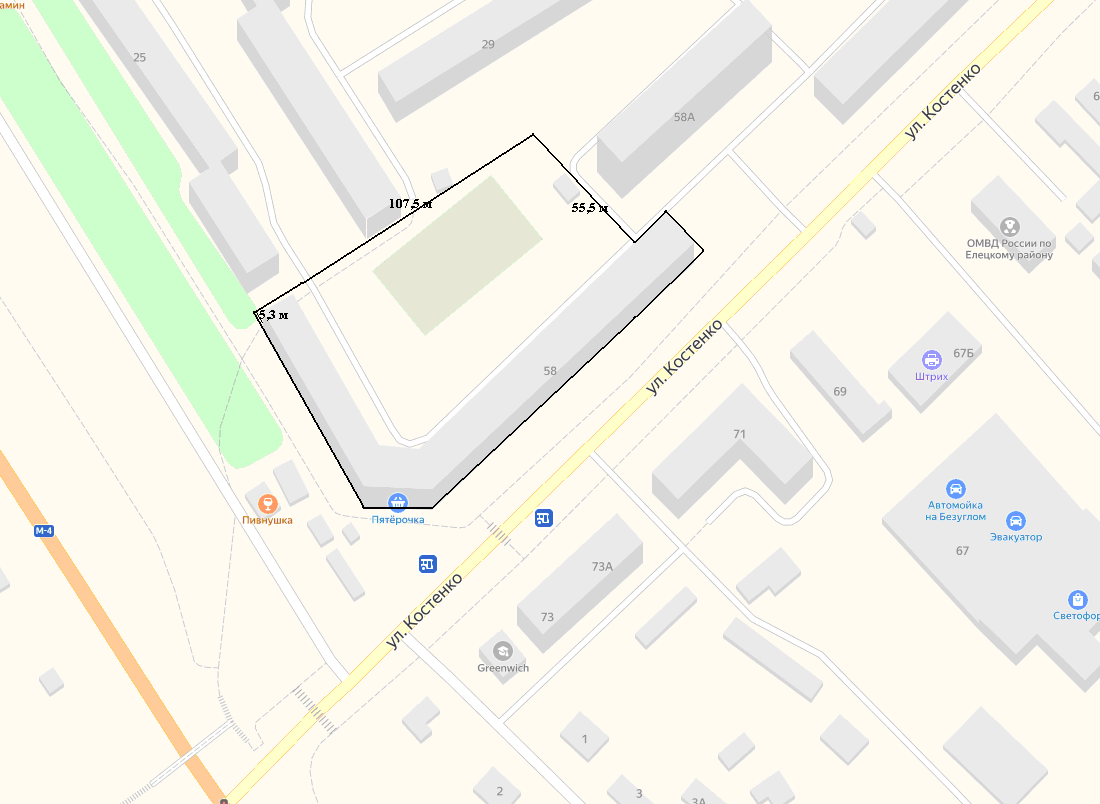 амин
25
29
58А
ул. Костенко
6
107,5 м
55,5 м
ОМВД России по
Елецкому району
5,3 м
58
ул. Костенко
67Б
Штрих
69
71
Автомойка
на Безуглом
Эвакуатор
67
Пивнушка
Пятёрочка
М-4
73А
73
Светофор
ул. Костенко
Greenwich
1
2
3
3А